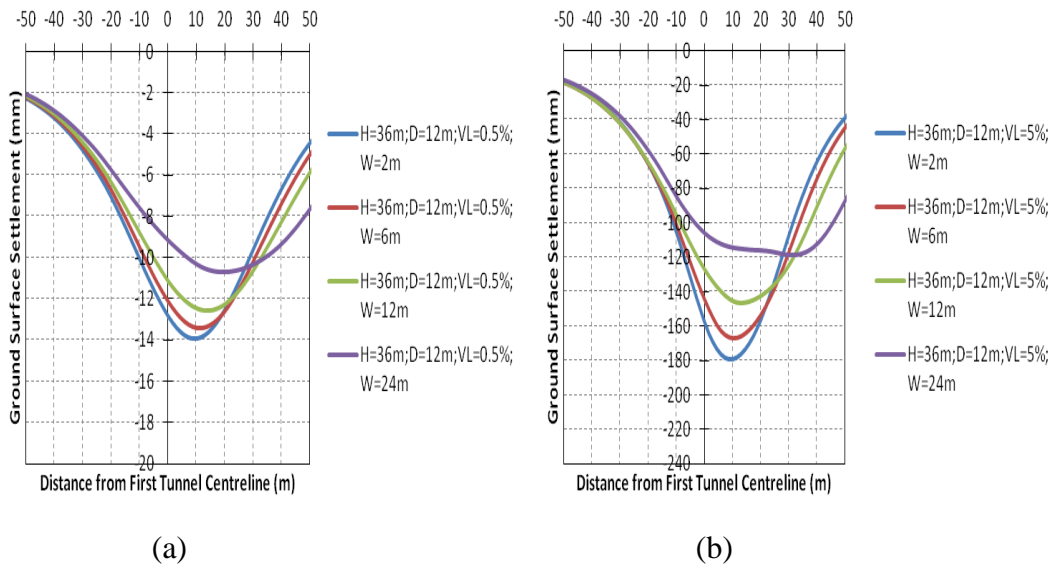 -50 -40 -30 -20 -10 0 10 20 30 40 50
-0
-2
-4
-6
-8
-10
-12
-14
-16
-18
-20
Ground Surface Settlement (mm)
Distance from First Tunnel Centreline (m)
H=36m;D=12m;VL=0.5%;
W=2m
H=36m;D=12m;VL=0.5%;
W=6m
H=36m;D=12m;VL=0.5%;
W=12m
H=36m;D=12m;VL=0.5%;
W=24m
(a)
-50 -40 -30 -20 -10 0 10 20 30 40 50
0
-20
-40
-60
-80
-100
-120
-140
-160
-180
-200
-220
-240
Ground Surface Settlement (mm)
Distance from First Tunnel Centreline (m)
H=36m;D=12m;VL=5%;
W=2m
H=36m;D=12m;VL=5%;
W=6m
H=36m;D=12m;VL=5%;
W=12m
H=36m;D=12m;VL=5%;
W=24m
(b)